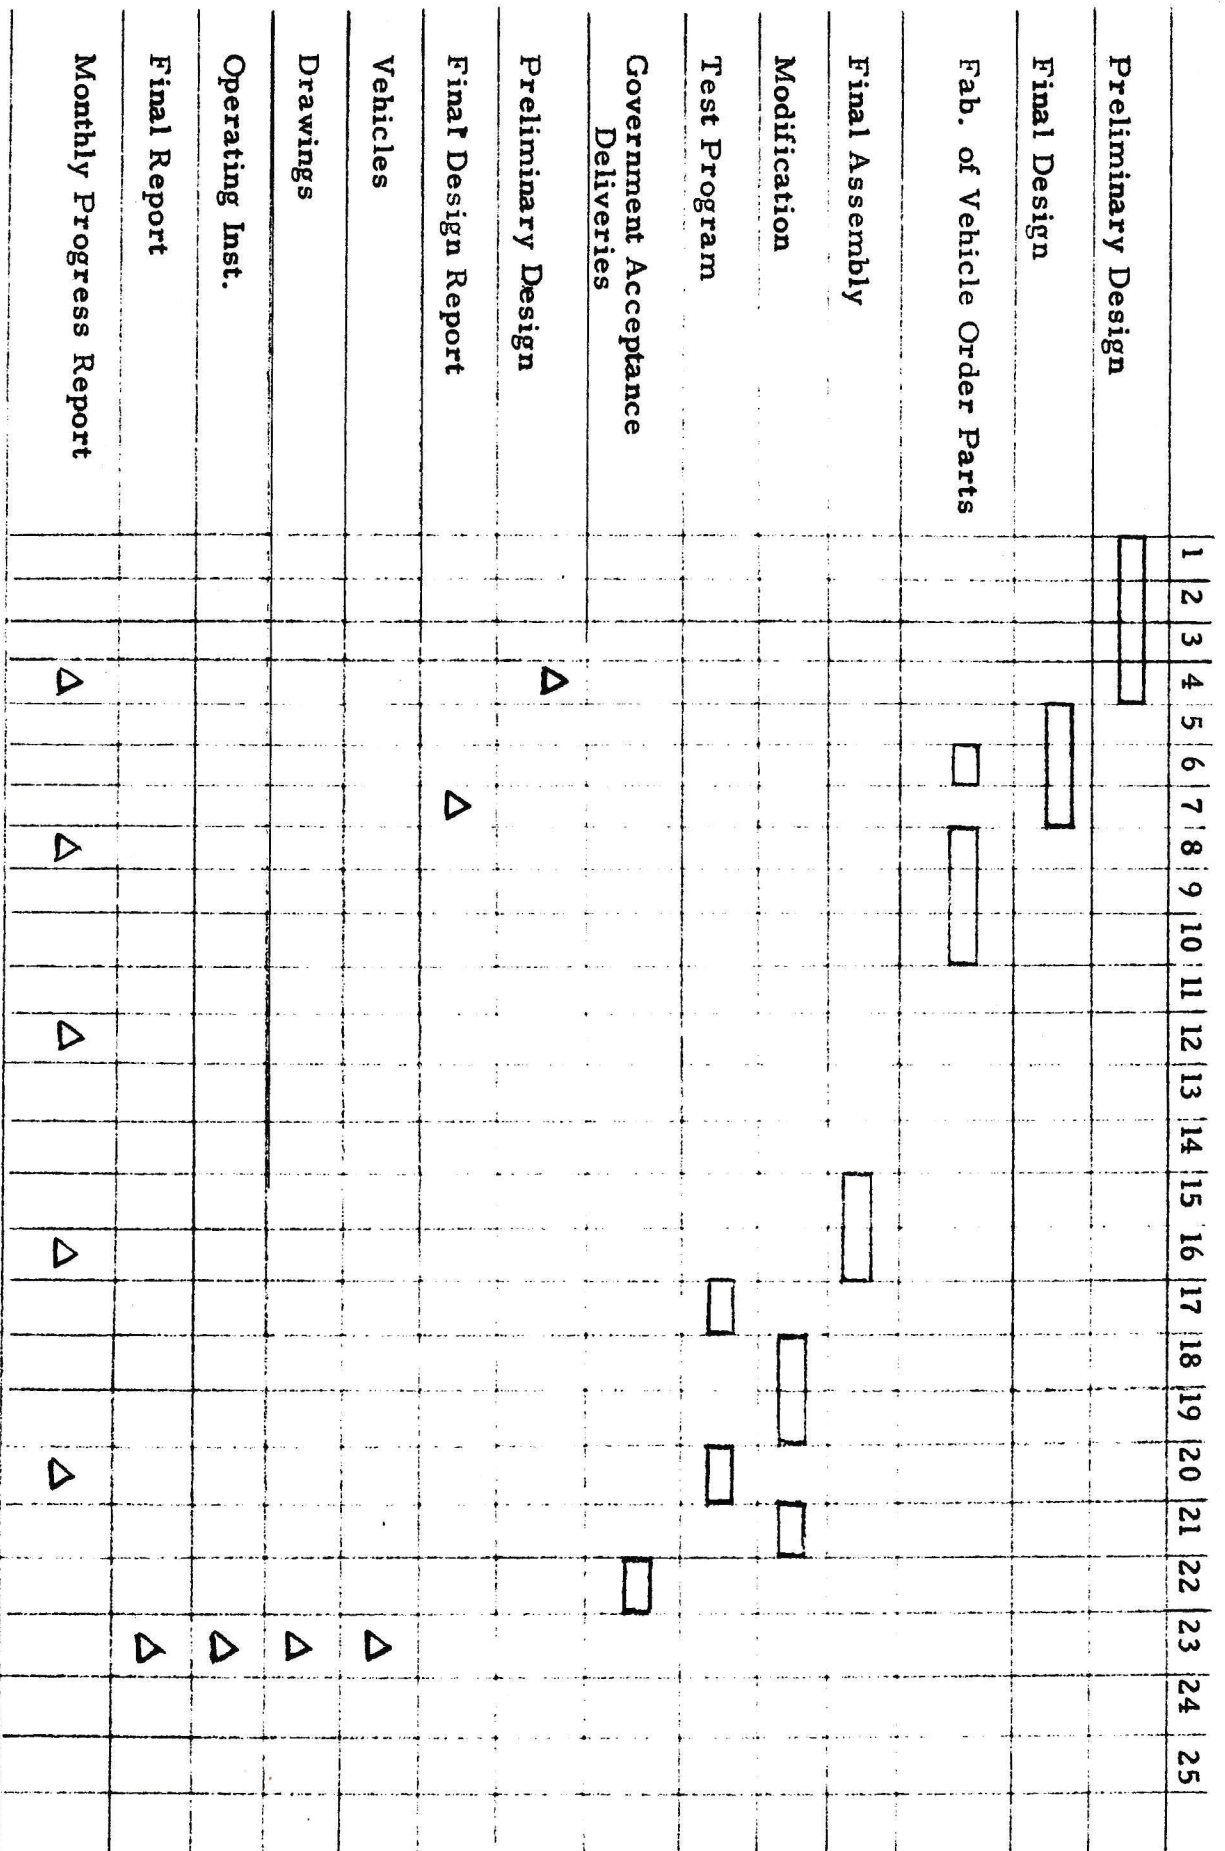 1 2 3 4 5 6 7 8 9 10 11 12 13 14 15 16 17 18 19 20 21 22 23 24 25
Preliminary Design
Final Design
Fab. of Vehicle Order Parts
Final Assembly
Modification
Test Program
Government Acceptance
Deliveries
Preliminary Design
Final Design Report
Vehicles
Drawings
Operating Inst.
Final Report
Monthly Progress Report